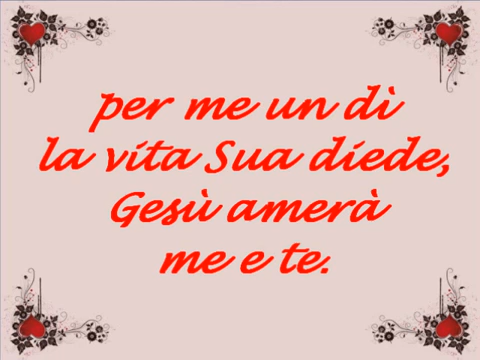 per me un dì
la vita Sua diede,
Gesù amerà
me e te.